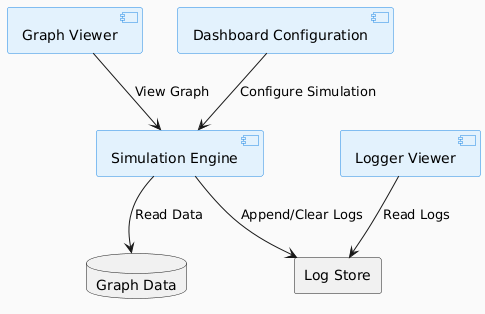 Graph Viewer
Dashboard Configuration
View Graph
Configure Simulation
Simulation Engine
Logger Viewer
Read Data
Append/Clear Logs
Read Logs
Graph Data
Log Store